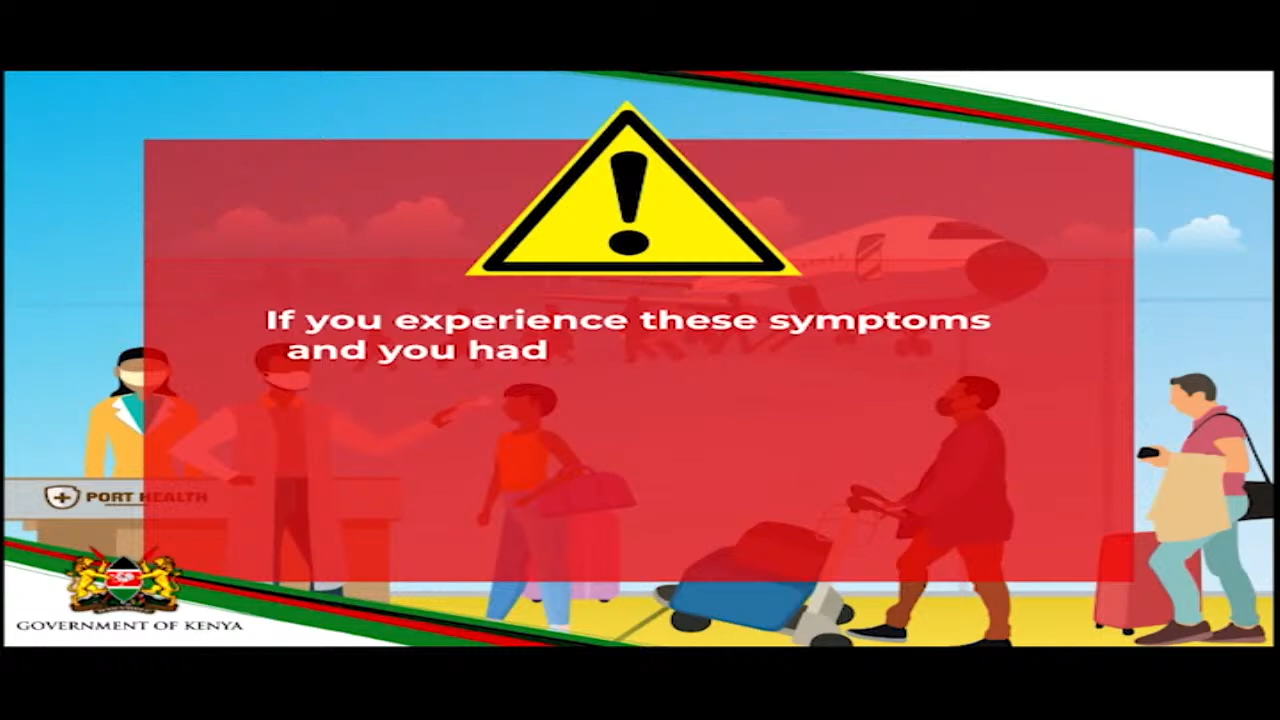 If you experience these symptoms
and you had
PORT HEALTH
GOVERNMENT OF KENYA